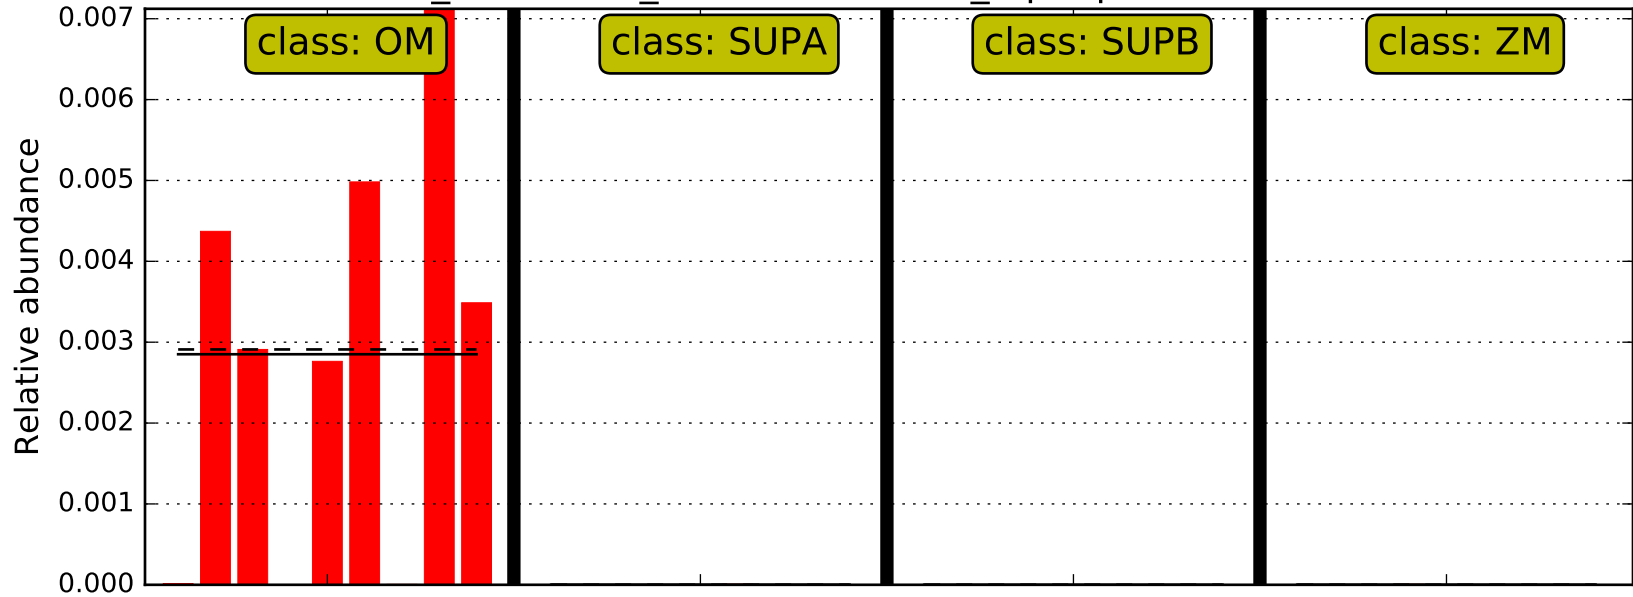 0.007
class: OM
class: SUPA
class: SUPB
class: ZM
0.006
0.005
0.004
0.003
0.002
0.001
0.000
Relative abundance